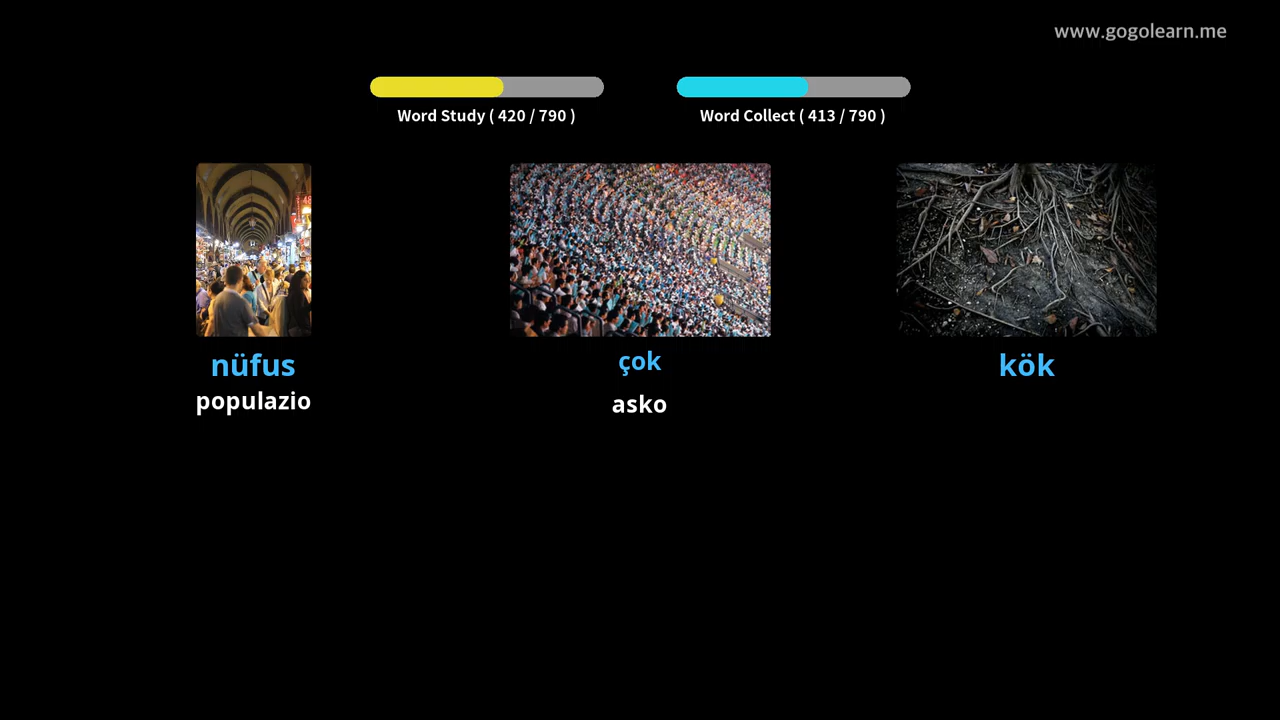 www.gogolearn.me
Word Study ( 420 / 790 )
Word Collect ( 413 / 790 )
nüfus
populazio
çok
asko
kök